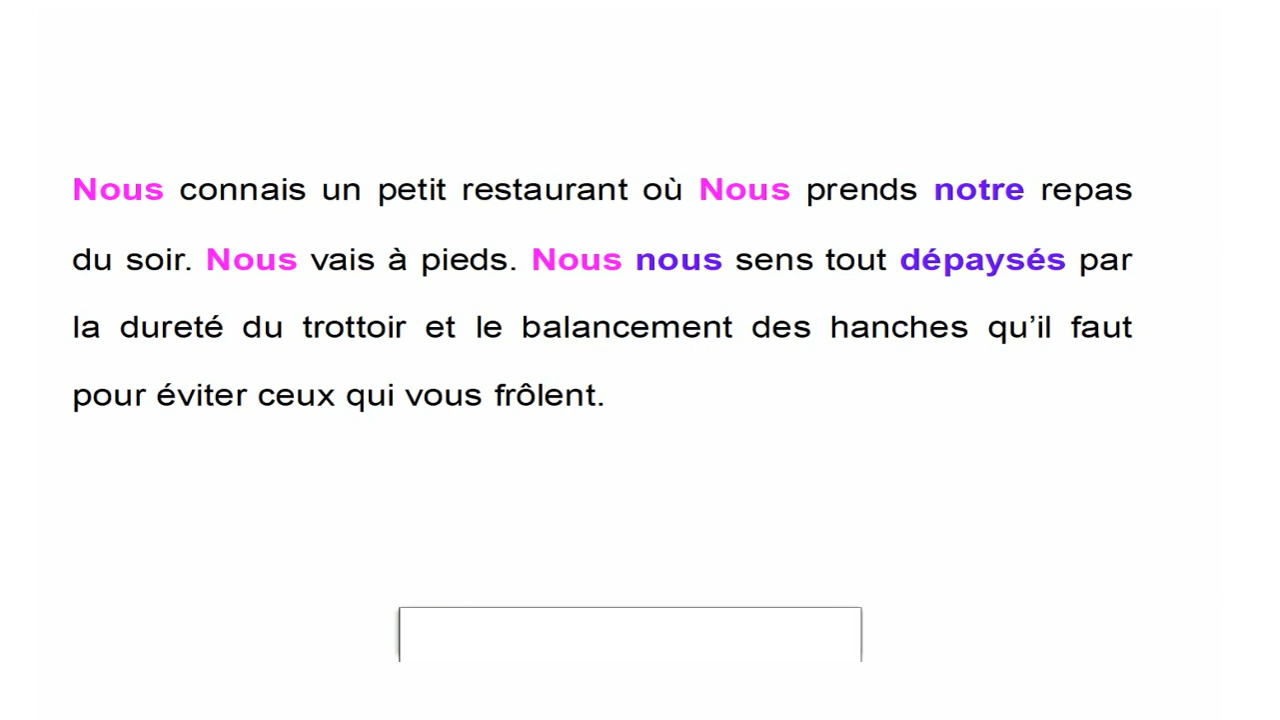 Nous connais un petit restaurant où Nous prends notre repas
du soir. Nous vais à pieds. Nous nous sens tout dépaysés par
la dureté du trottoir et le balancement des hanches qu’il faut
pour éviter ceux qui vous frôlent.